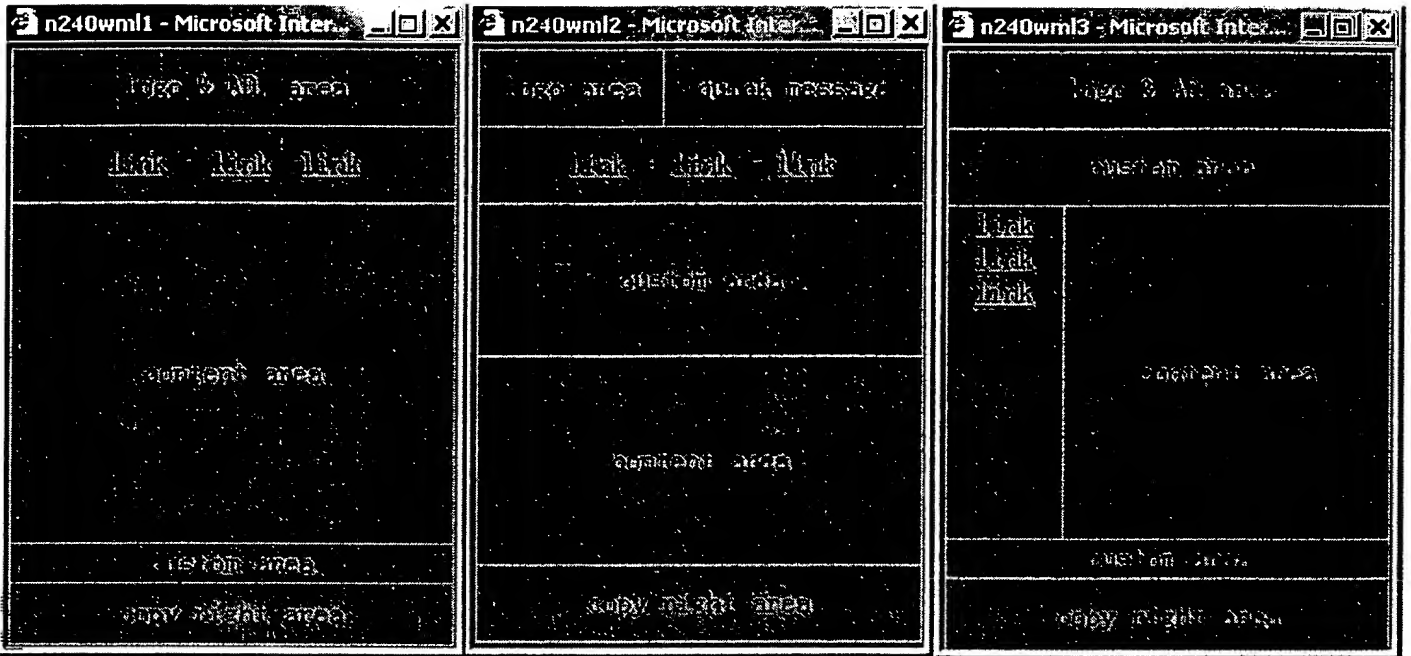 n240wml1 - Microsoft Inter...
logo & AD. area
link - link - link
content area
custom area
copy right area
n240wml2 - Microsoft Inter...
logo area
quick message
link - link - link
custom area
content area
copy right area
n240wml3 - Microsoft Inter...
logo & AD area
custom area
link
link
link
content area
custom area
copy right area